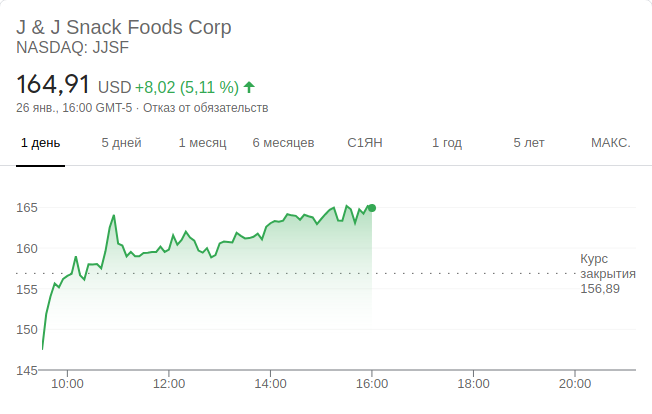 J & J Snack Foods Corp
NASDAQ: JJSF
164,91 USD +8,02 (5,11 %)
26 янв., 16:00 GMT-5 · Отказ от обязательств
1 день 5 дней 1 месяц 6 месяцев С1ЯН 1 год 5 лет МАКС.
165
160
Курс
закрытия
156,89
155
150
145
10:00 12:00 14:00 16:00 18:00 20:00